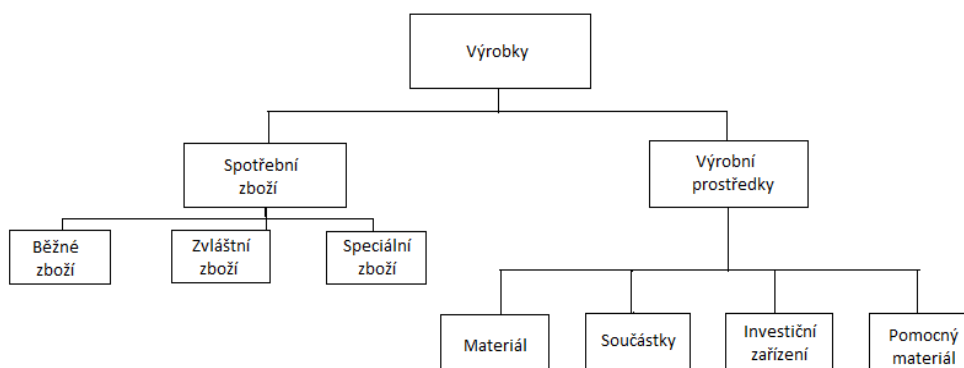 Výrobky
Spotřební
zboží
Výrobní
prostředky
Běžné
zboží
Zvláštní
zboží
Speciální
zboží
Materiál
Součástky
Investiční
zařízení
Pomocný
materiál